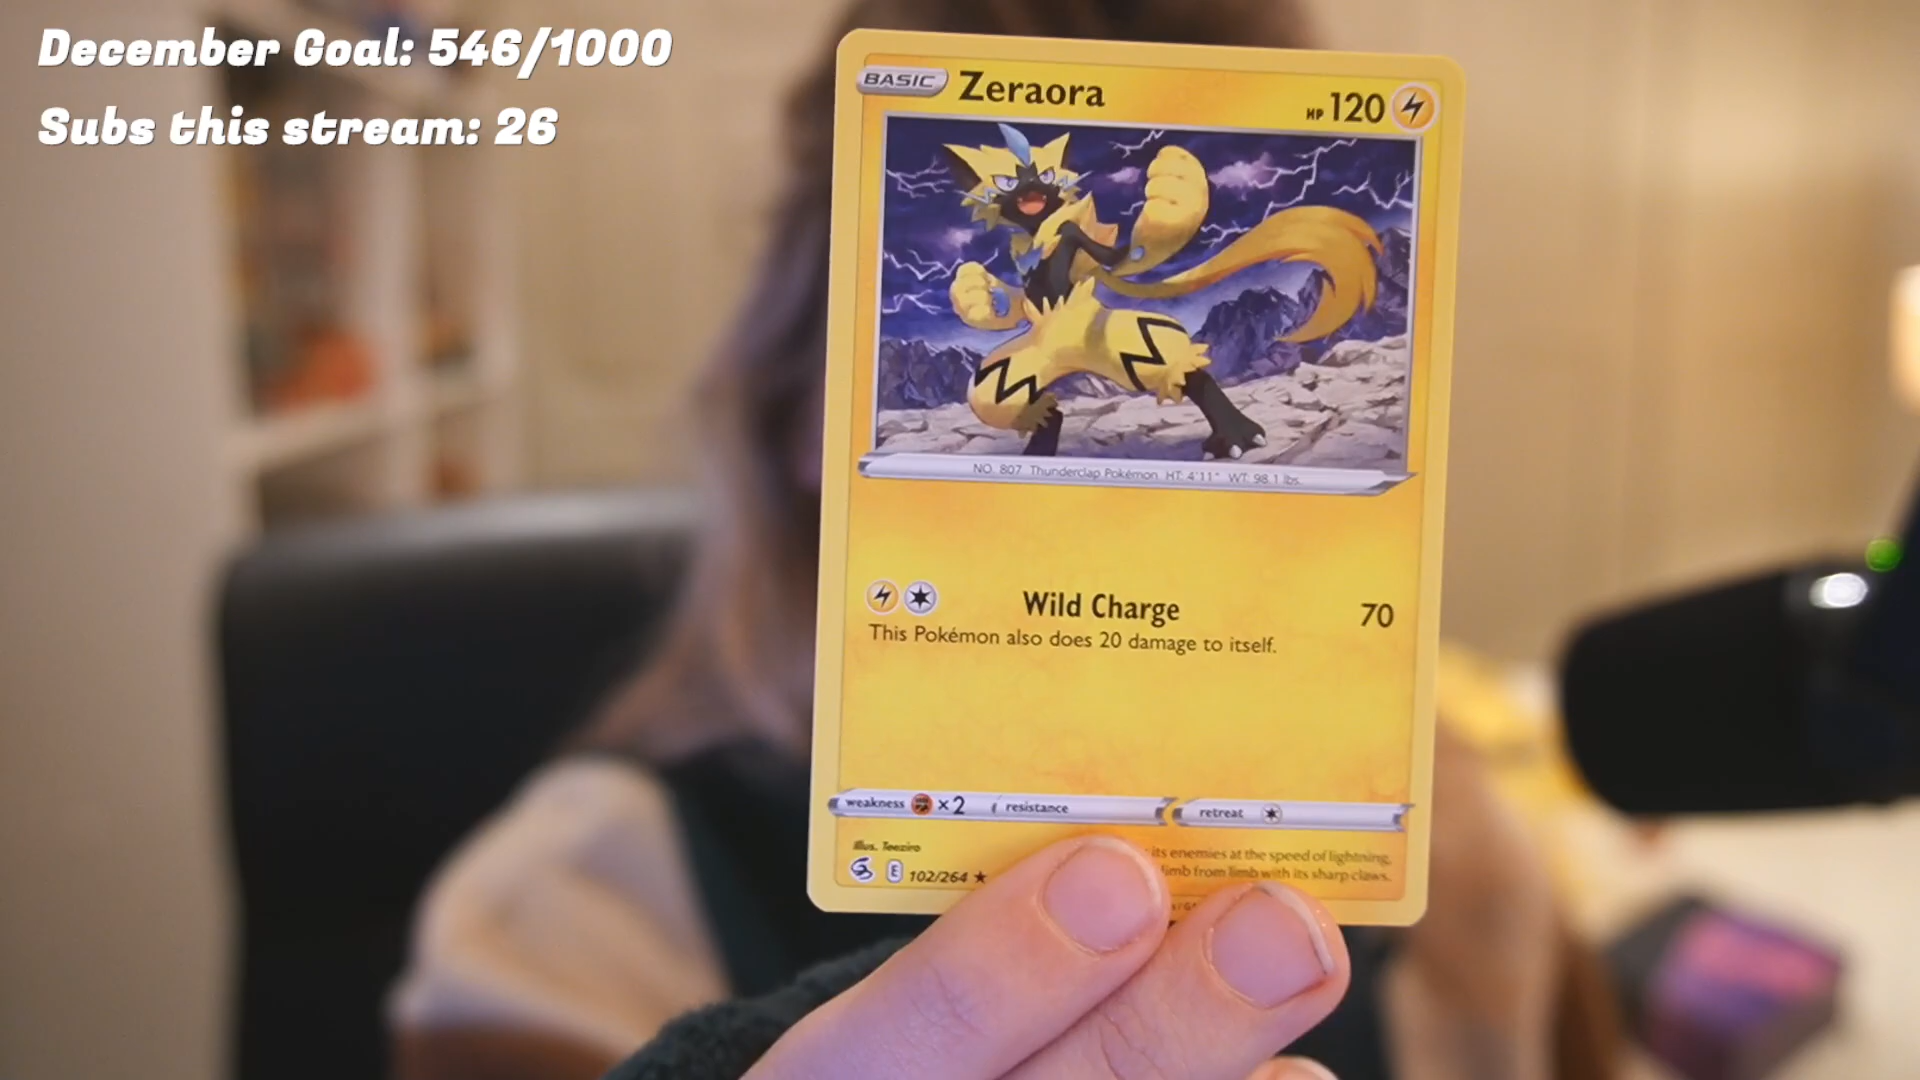 December Goal: 546/1000
Subs this stream: 26
BASIC Zeraora HP 120
NO. 807 Thunderclap Pokémon HT: 4'11" WT: 98.1 lbs.
Wild Charge 70
This Pokémon also does 20 damage to itself.
weakness ×2 resistance retreat
Illus. Teeziro
its enemies at the speed of lightning,
limb from limb with its sharp claws.
E 102/264